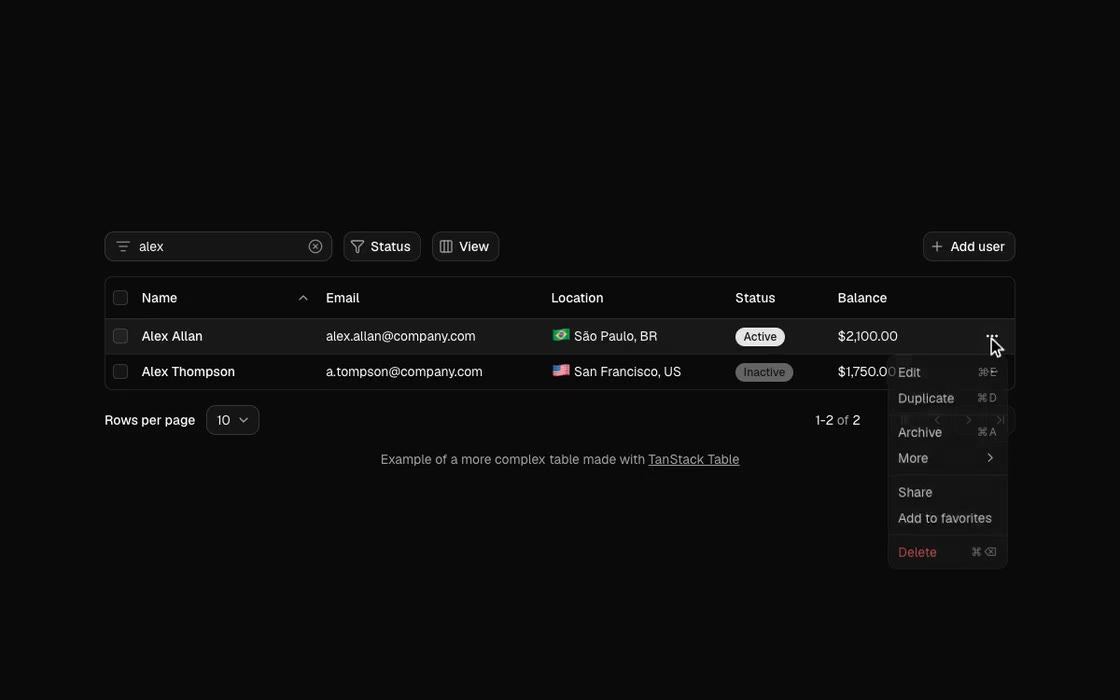 alex
Status
View
Add user
Name Email Location Status Balance
Alex Allan alex.allan@company.com São Paulo, BR Active $2,100.00
Alex Thompson a.tompson@company.com San Francisco, US Inactive $1,750.00
Rows per page 10 1-2 of 2
Edit ⌘E
Duplicate ⌘D
Archive ⌘A
More
Share
Add to favorites
Delete ⌘⌫
Example of a more complex table made with TanStack Table